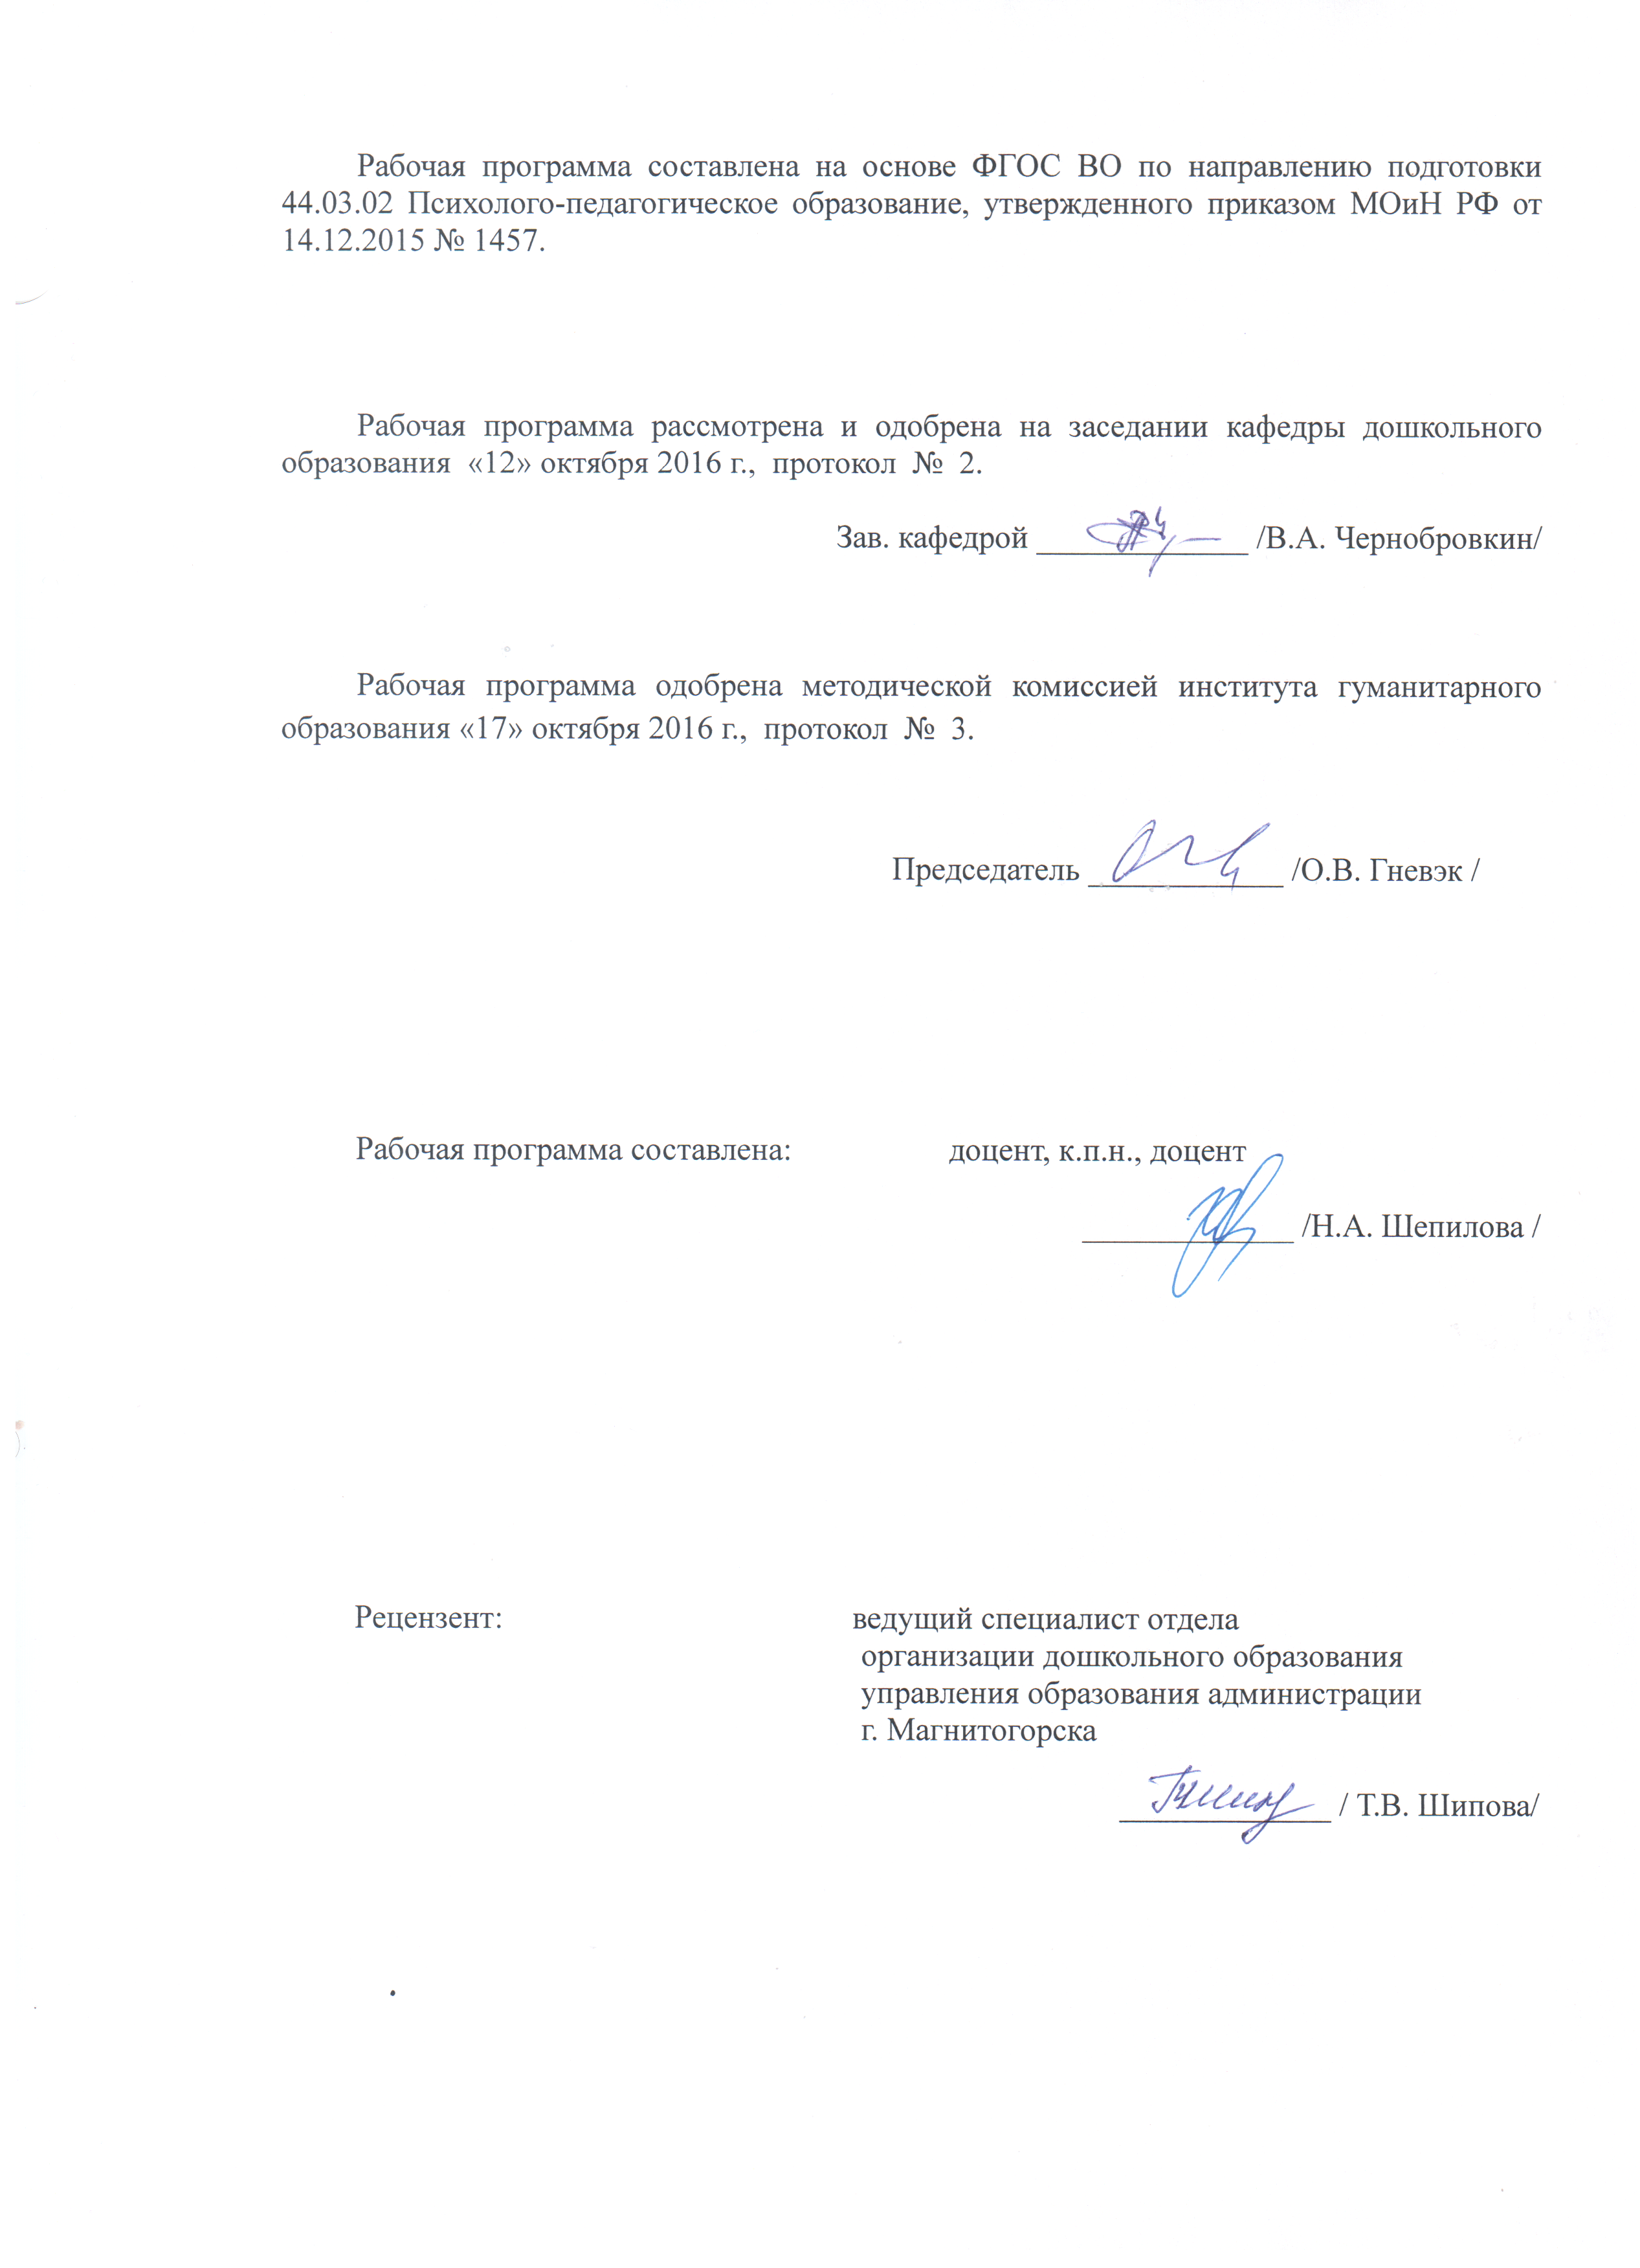 Рабочая программа составлена на основе ФГОС ВО по направлению подготовки
44.03.02 Психолого-педагогическое образование, утвержденного приказом МОиН РФ от
14.12.2015 № 1457.
Рабочая программа рассмотрена и одобрена на заседании кафедры дошкольного
образования «12» октября 2016 г., протокол № 2.
Зав. кафедрой _____________ /В.А. Чернобровкин/
Рабочая программа одобрена методической комиссией института гуманитарного
образования «17» октября 2016 г., протокол № 3.
Председатель ____________ /О.В. Гневэк /
Рабочая программа составлена: доцент, к.п.н., доцент
_____________ /Н.А. Шепилова /
Рецензент: ведущий специалист отдела
организации дошкольного образования
управления образования администрации
г. Магнитогорска
_____________ / Т.В. Шипова/